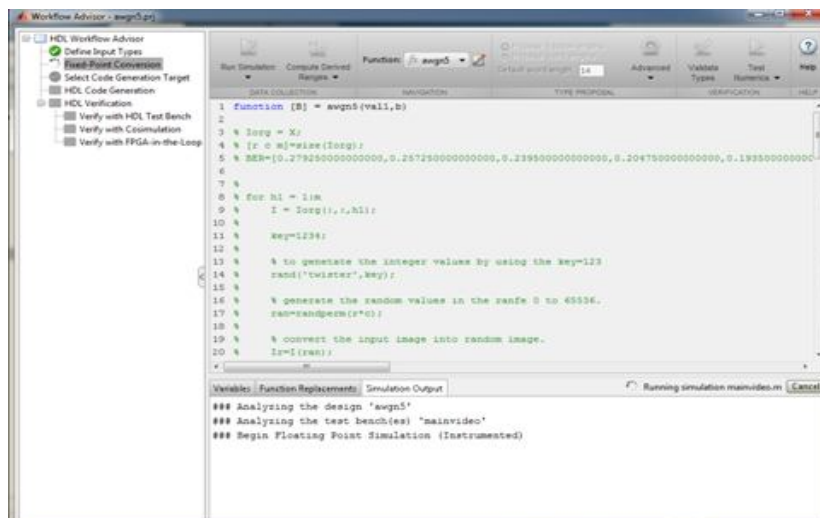 Workflow Advisor - awgn5.prj
HDL Workflow Advisor
Define Input Types
Fixed-Point Conversion
Select Code Generation Target
HDL Code Generation
HDL Verification
Verify with HDL Test Bench
Verify with Cosimulation
Verify with FPGA-in-the-Loop
Run Simulation
Compute Derived Ranges
Function: awgn5
Default word length: 14
Advanced
Validate Types
Test Numerics
Help
DATA COLLECTION
NAVIGATION
TYPE PROPOSAL
VERIFICATION
HELP
1 function [B] = awgn5(val1,b)
2
3 % Iorg = X;
4 % [r c m]=size(Iorg);
5 % BER=[0.279250000000000,0.257250000000000,0.239500000000000,0.204750000000000,0.193500000000
6
7 %
8 % for h1 = 1:m
9 % I = Iorg(:,:,h1);
10 %
11 % key=1234;
12 %
13 % % to genetate the integer values by using the key=123
14 % rand('twister',key);
15 %
16 % % generate the random values in the ranfe 0 to 65536.
17 % ran=randperm(r*c);
18 %
19 % % convert the input image into random image.
20 % Ir=I(ran);
Variables
Function Replacements
Simulation Output
Running simulation mainvideo.m
Cancel
### Analyzing the design 'awgn5'
### Analyzing the test bench(es) 'mainvideo'
### Begin Floating Point Simulation (Instrumented)